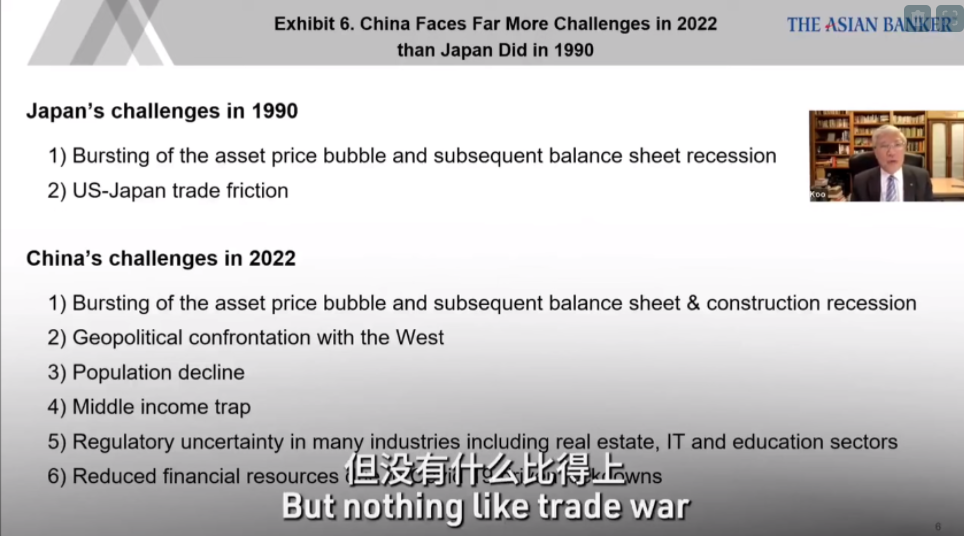 Exhibit 6. China Faces Far More Challenges in 2022
than Japan Did in 1990
THE ASIAN BANKER
Japan's challenges in 1990
1) Bursting of the asset price bubble and subsequent balance sheet recession
2) US-Japan trade friction
Koo
China's challenges in 2022
1) Bursting of the asset price bubble and subsequent balance sheet & construction recession
2) Geopolitical confrontation with the West
3) Population decline
4) Middle income trap
5) Regulatory uncertainty in many industries including real estate, IT and education sectors
6) Reduced financial resources
但没有什么比得上
But nothing like trade war
6